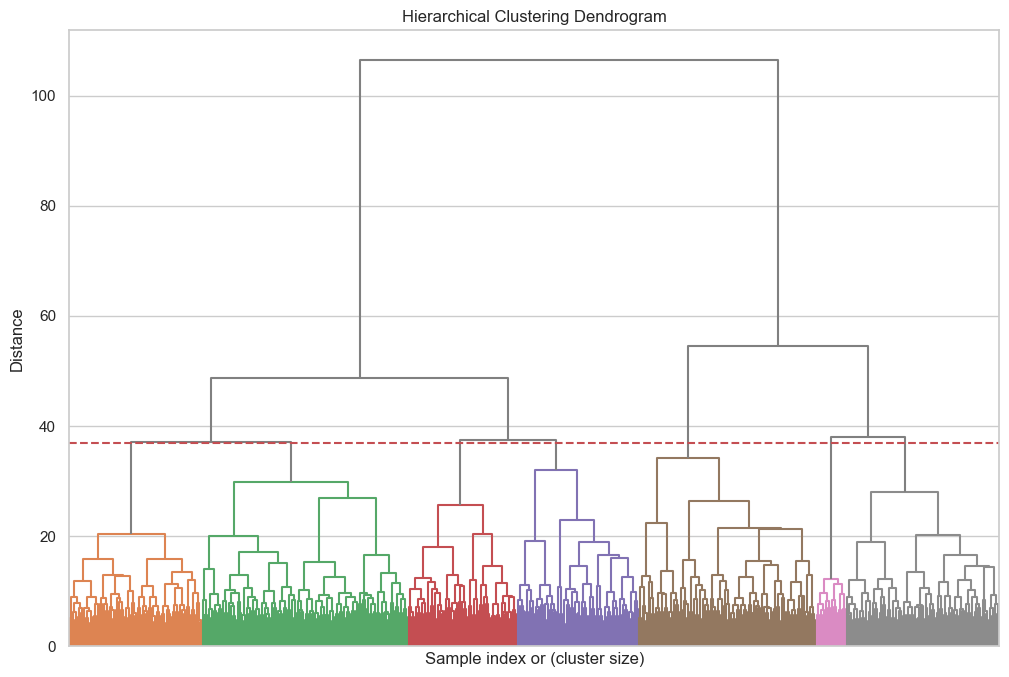 Hierarchical Clustering Dendrogram
100
80
60
40
20
0
Distance
Sample index or (cluster size)